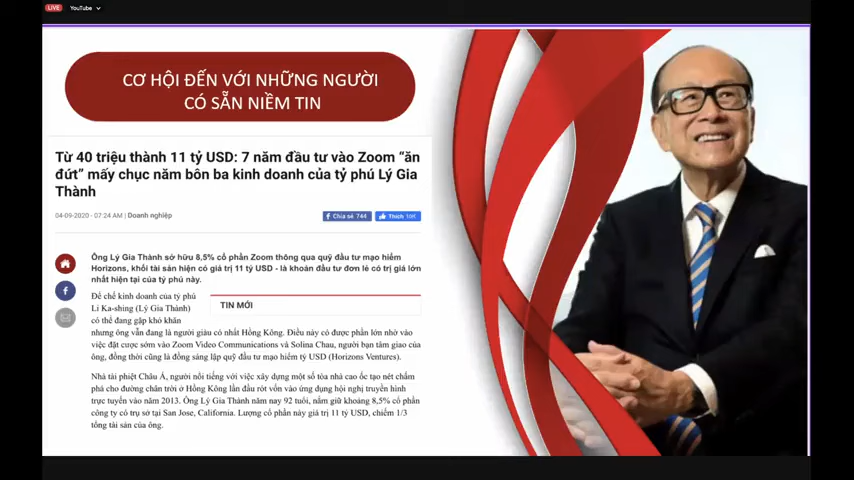 LIVE YouTube
CƠ HỘI ĐẾN VỚI NHỮNG NGƯỜI
CÓ SẴN NIỀM TIN
Từ 40 triệu thành 11 tỷ USD: 7 năm đầu tư vào Zoom “ăn
đứt” mấy chục năm bôn ba kinh doanh của tỷ phú Lý Gia
Thành
04-09-2020 - 07:24 AM | Doanh nghiệp
Chia sẻ 744
Thích
Ông Lý Gia Thành sở hữu 8,5% cổ phần Zoom thông qua quỹ đầu tư mạo hiểm
Horizons, khối tài sản hiện có giá trị 11 tỷ USD - là khoản đầu tư đơn lẻ có trị giá lớn
nhất hiện tại của tỷ phú này.
Đế chế kinh doanh của tỷ phú
Li Ka-shing (Lý Gia Thành)
có thể đang gặp khó khăn
TIN MỚI
nhưng ông vẫn đang là người giàu có nhất Hồng Kông. Điều này có được phần lớn nhờ vào
việc đặt cược sớm vào Zoom Video Communications và Solina Chau, người bạn tâm giao của
ông, đồng thời cũng là đồng sáng lập quỹ đầu tư mạo hiểm tỷ USD (Horizons Ventures).
Nhà tài phiệt Châu Á, người nổi tiếng với việc xây dựng một số tòa nhà cao ốc tạo nét chấm
phá cho đường chân trời ở Hồng Kông lần đầu rót vốn vào ứng dụng hội nghị truyền hình
trực tuyến vào năm 2013. Ông Lý Gia Thành năm nay 92 tuổi, nắm giữ khoảng 8,5% cổ phần
công ty có trụ sở tại San Jose, California. Lượng cổ phần này giá trị 11 tỷ USD, chiếm 1/3
tổng tài sản của ông.